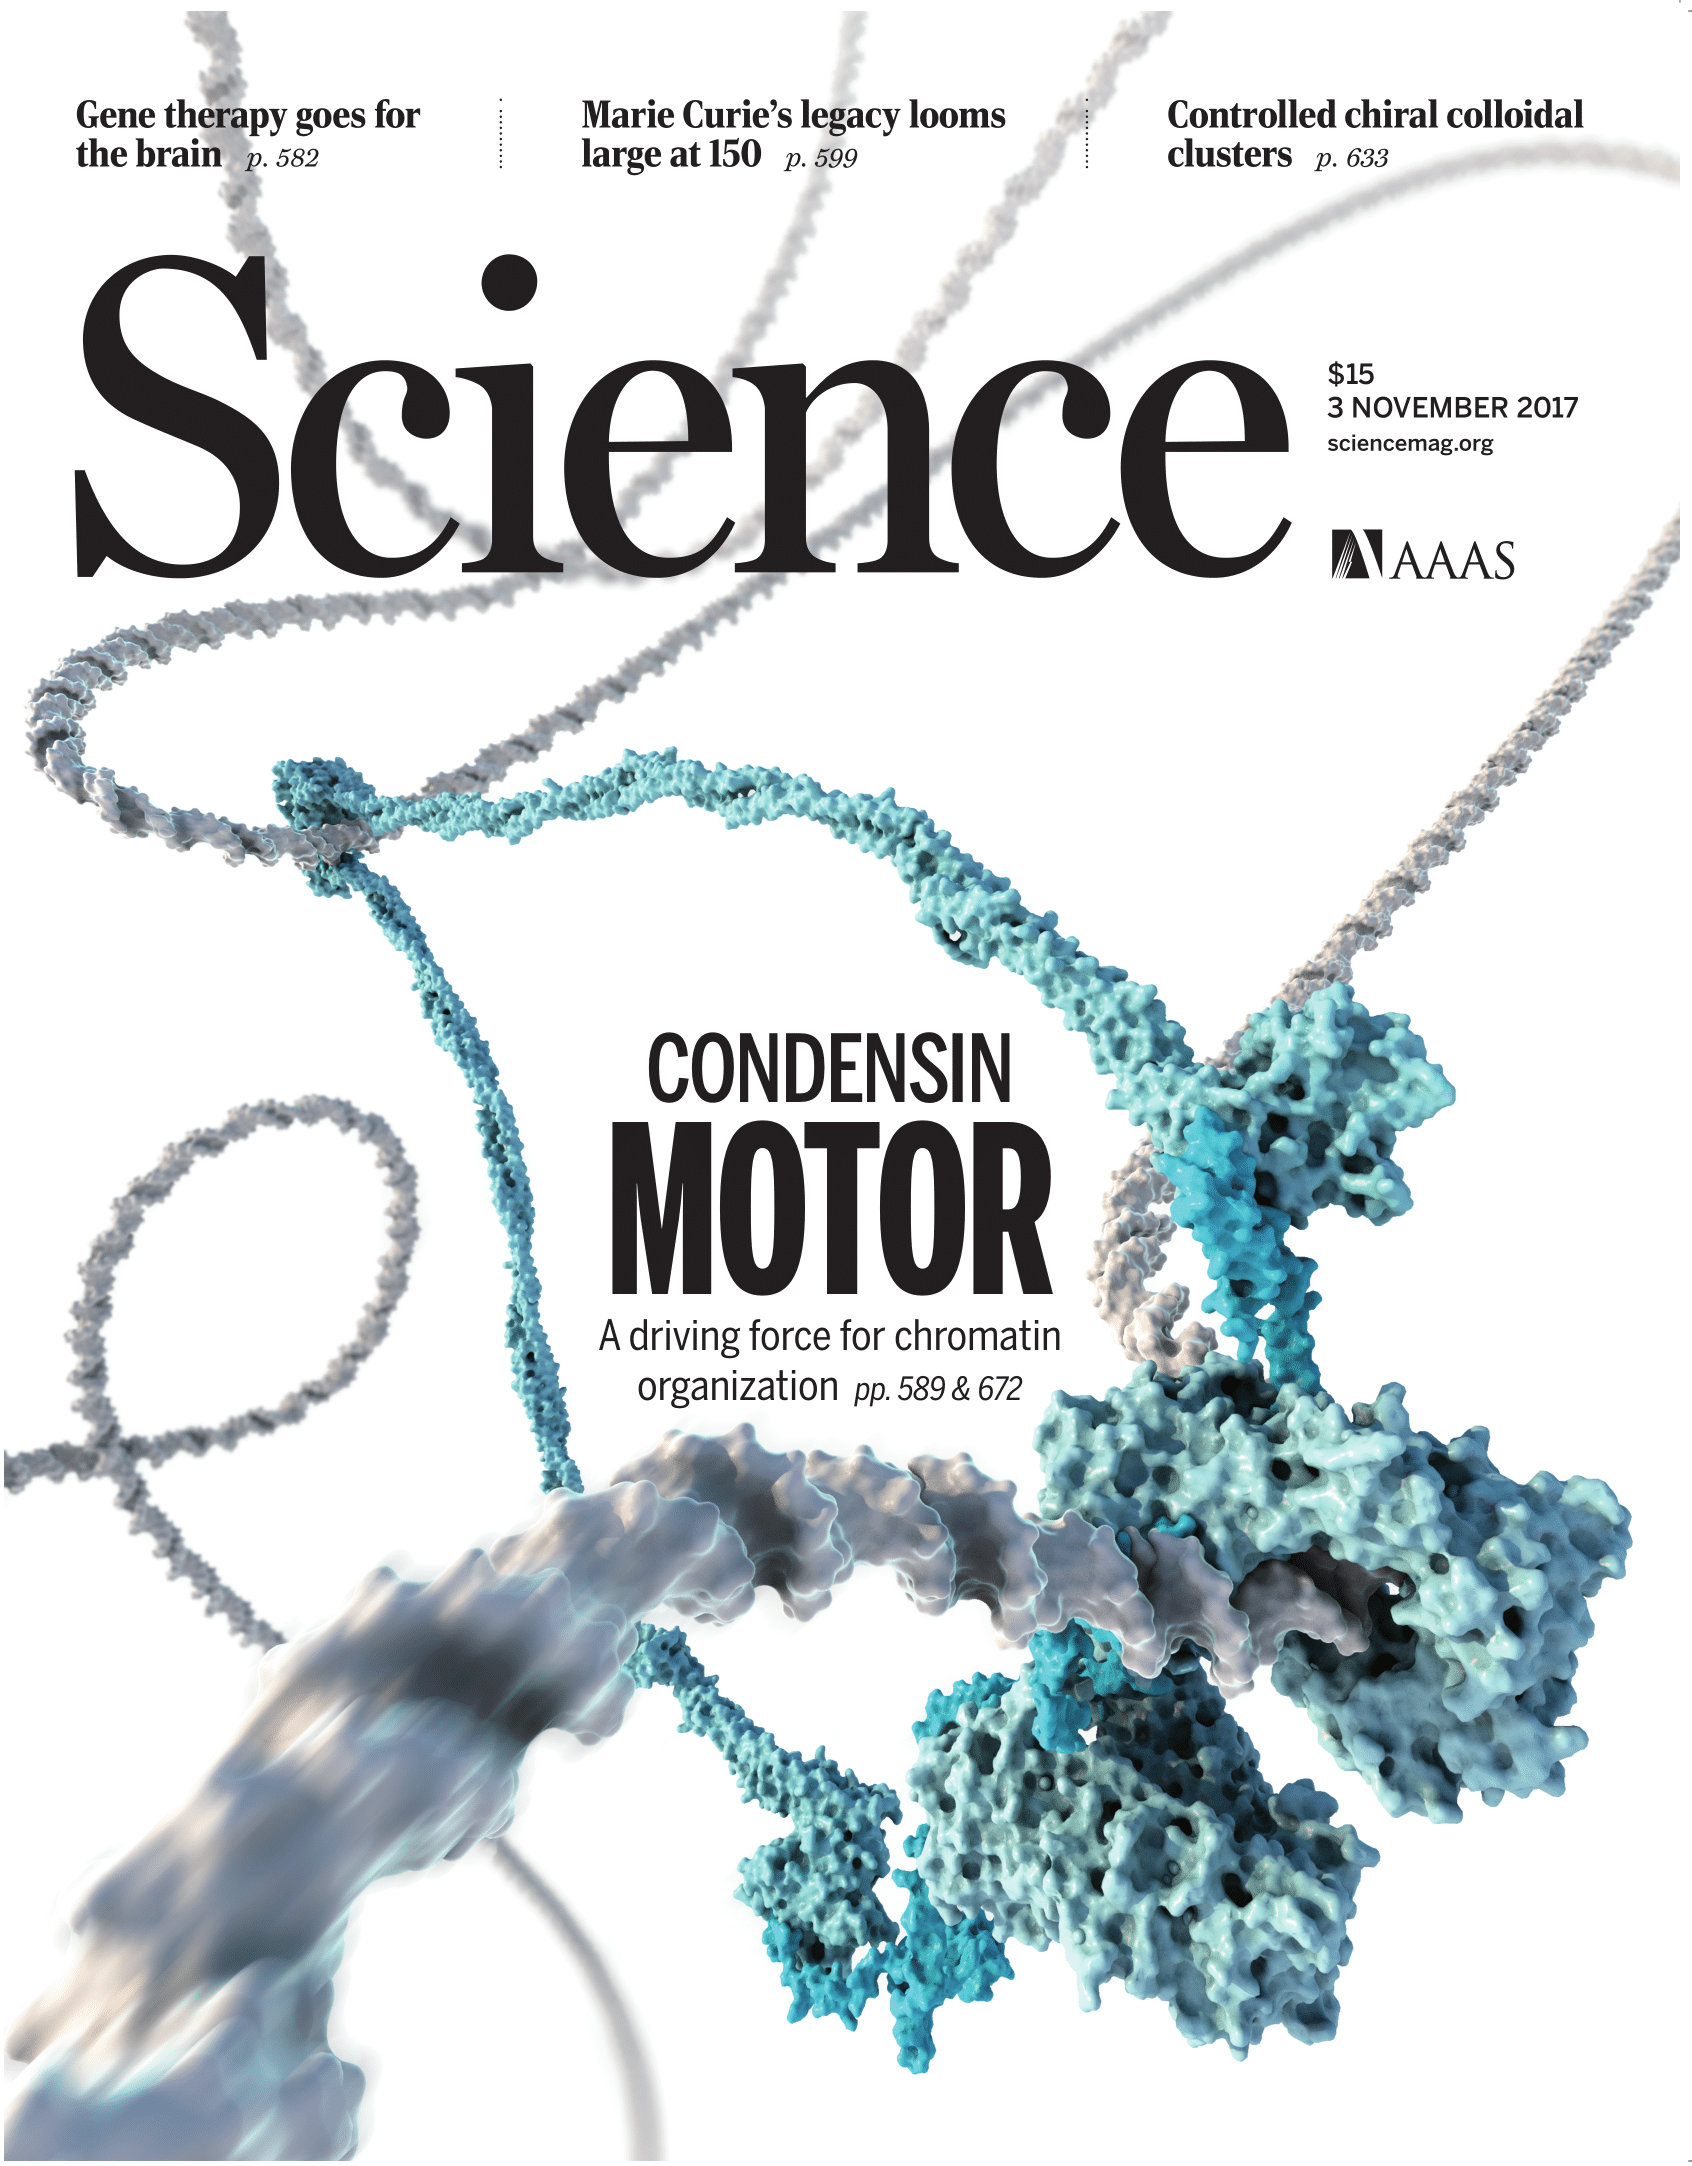 Gene therapy goes for
the brain p. 582
Marie Curie’s legacy looms
large at 150 p. 599
Controlled chiral colloidal
clusters p. 633
Science
$15
3 NOVEMBER 2017
sciencemag.org
AAAS
CONDENSIN
MOTOR
A driving force for chromatin
organization pp. 589 & 672